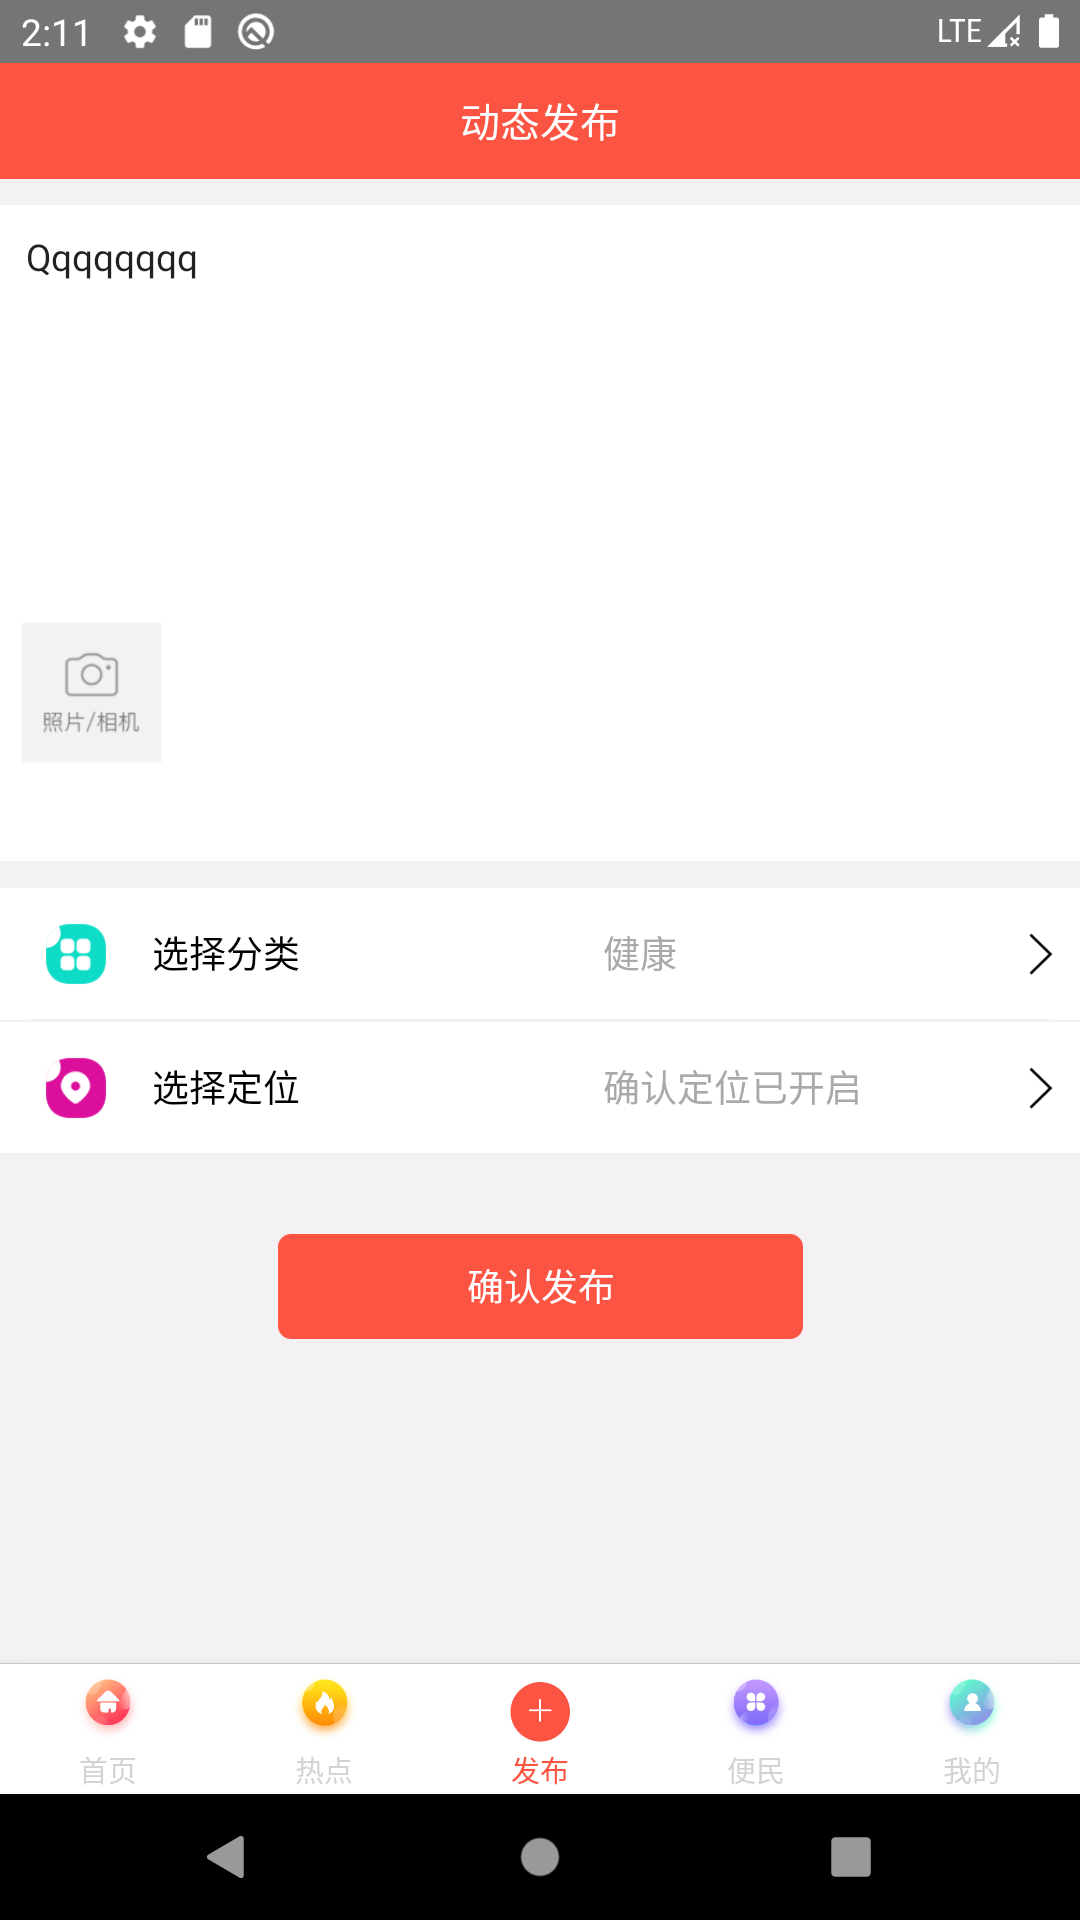 2:11
LTE
动态发布
Qqqqqqqq
照片/相机
选择分类
健康
选择定位
确认定位已开启
确认发布
首页
热点
发布
便民
我的